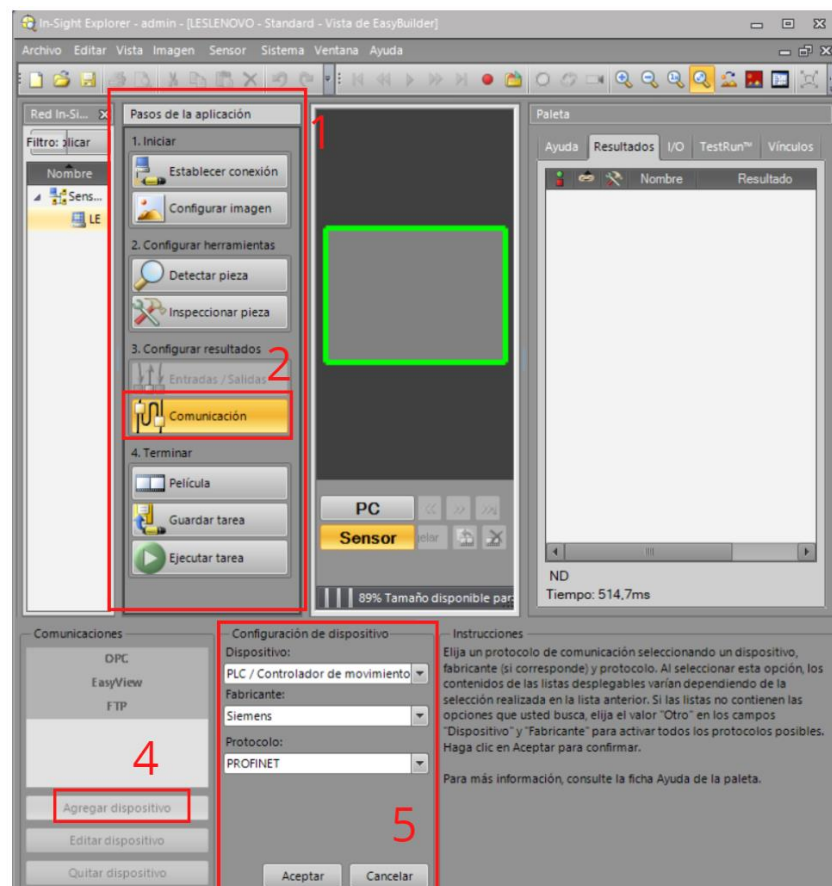 In-Sight Explorer - admin - [LESLENOVO - Standard - Vista de EasyBuilder]
Archivo Editar Vista Imagen Sensor Sistema Ventana Ayuda
Red In-Si...
Filtro: plicar
Nombre
Sens...
LE
Pasos de la aplicación
1
1. Iniciar
Establecer conexión
Configurar imagen
2. Configurar herramientas
Detectar pieza
Inspeccionar pieza
3. Configurar resultados
2
Entradas / Salidas
Comunicación
4. Terminar
Película
Guardar tarea
Ejecutar tarea
PC
Sensor
89% Tamaño disponible par
Paleta
Ayuda Resultados I/O TestRun™ Vínculos
Nombre Resultado
ND
Tiempo: 514,7ms
Comunicaciones
OPC
EasyView
FTP
4
Agregar dispositivo
Editar dispositivo
Quitar dispositivo
Configuración de dispositivo
Dispositivo:
PLC / Controlador de movimiento
Fabricante:
Siemens
Protocolo:
PROFINET
5
Aceptar Cancelar
Instrucciones
Elija un protocolo de comunicación seleccionando un dispositivo,
fabricante (si corresponde) y protocolo. Al seleccionar esta opción, los
contenidos de las listas desplegables varían dependiendo de la
selección realizada en la lista anterior. Si las listas no contienen las
opciones que usted busca, elija el valor "Otro" en los campos
"Dispositivo" y "Fabricante" para activar todos los protocolos posibles.
Haga clic en Aceptar para confirmar.
Para más información, consulte la ficha Ayuda de la paleta.